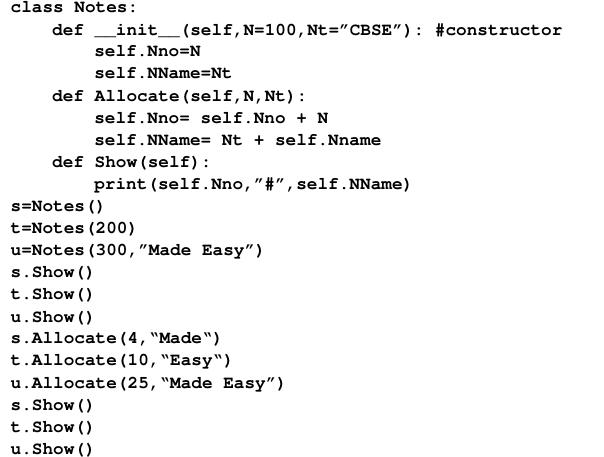 class Notes:
    def __init__(self,N=100,Nt=”CBSE”): #constructor
        self.Nno=N
        self.NName=Nt
    def Allocate(self,N,Nt):
        self.Nno= self.Nno + N
        self.NName= Nt + self.Nname
    def Show(self):
        print(self.Nno,”#”,self.NName)
s=Notes()
t=Notes(200)
u=Notes(300,”Made Easy”)
s.Show()
t.Show()
u.Show()
s.Allocate(4,“Made“)
t.Allocate(10,“Easy“)
u.Allocate(25,“Made Easy”)
s.Show()
t.Show()
u.Show()